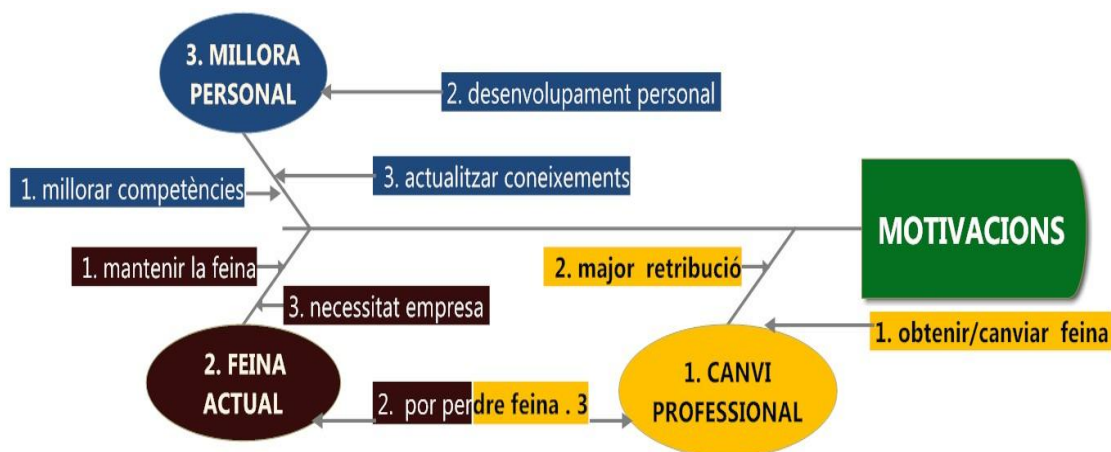 3. MILLORA
PERSONAL
2. desenvolupament personal
3. actualitzar coneixements
1. millorar competències
MOTIVACIONS
1. mantenir la feina
2. major retribució
3. necessitat empresa
1. obtenir/canviar feina
2. FEINA
ACTUAL
1. CANVI
PROFESSIONAL
2. por perdre feina . 3